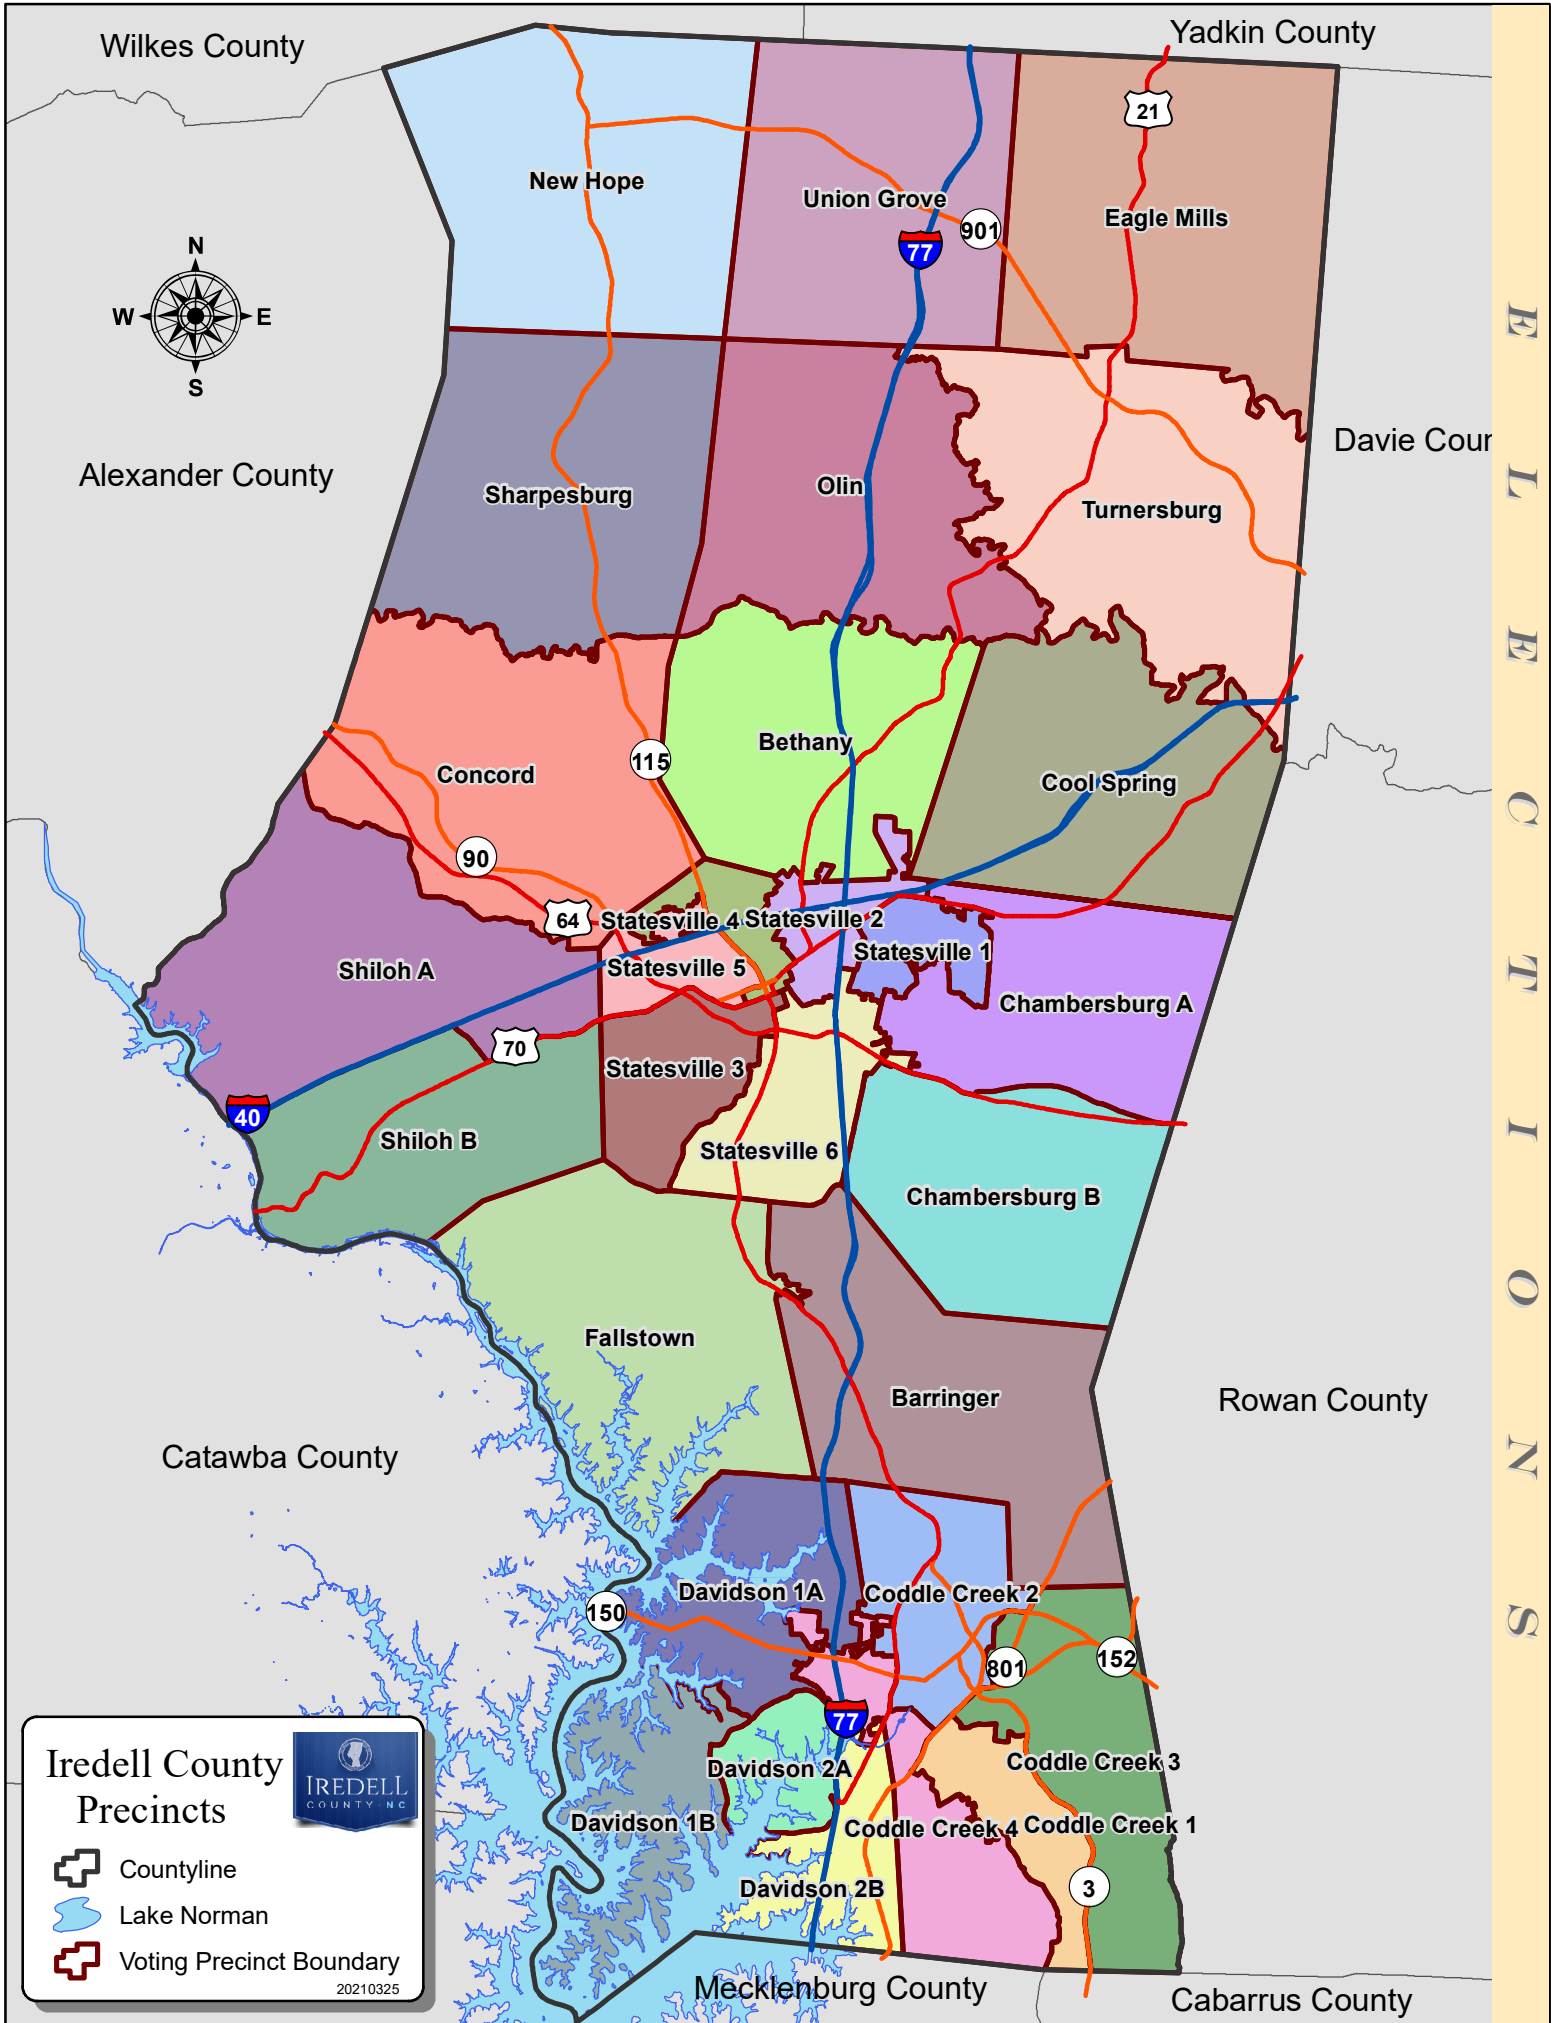 Wilkes County
Yadkin County
21
New Hope
Union Grove
901
Eagle Mills
77
N
W E
S
Alexander County
Davie Coun
Sharpesburg
Olin
Turnersburg
Bethany
115
Concord
Cool Spring
90
64
Statesville 4
Statesville 2
Statesville 1
Statesville 5
Shiloh A
Chambersburg A
70
Statesville 3
40
Shiloh B
Statesville 6
Chambersburg B
Fallstown
Barringer
Rowan County
Catawba County
Davidson 1A
Coddle Creek 2
150
801
152
77
Davidson 2A
Coddle Creek 3
Davidson 1B
Coddle Creek 4
Coddle Creek 1
Davidson 2B
3
Mecklenburg County
Cabarrus County
Iredell County
Precincts
IREDELL
COUNTY NC
Countyline
Lake Norman
Voting Precinct Boundary
20210325
E
L
E
C
T
I
O
N
S